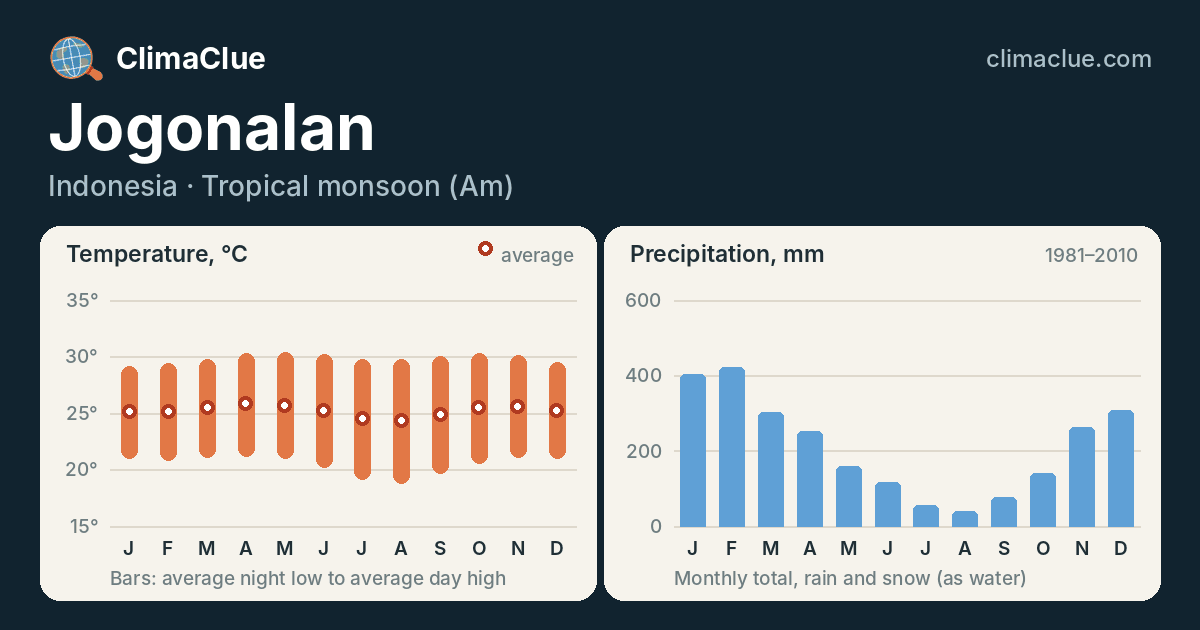 ClimaClue
climaclue.com
Jogonalan
Indonesia · Tropical monsoon (Am)
Temperature, °C
average
35°
30°
25°
20°
15°
J F M A M J J A S O N D
Bars: average night low to average day high
Precipitation, mm
1981–2010
600
400
200
0
J F M A M J J A S O N D
Monthly total, rain and snow (as water)